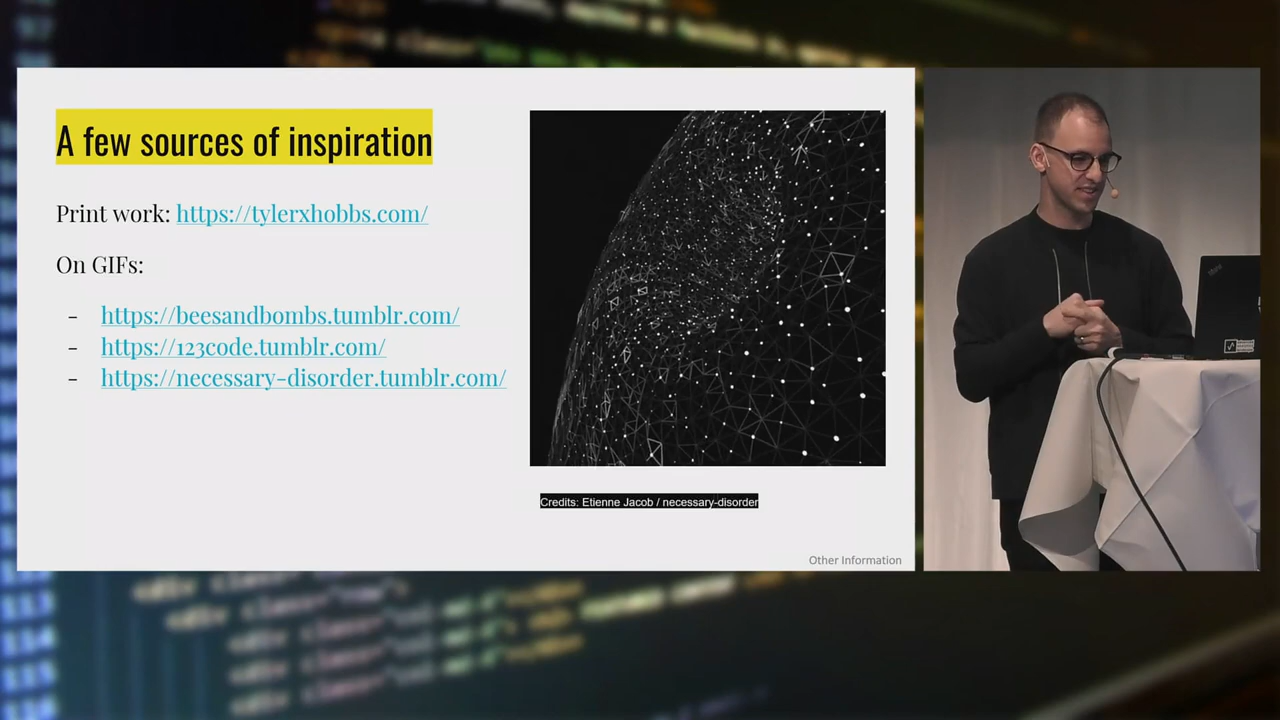 A few sources of inspiration
Print work: https://tylerxhobbs.com/
On GIFs:
- https://beesandbombs.tumblr.com/
- https://123code.tumblr.com/
- https://necessary-disorder.tumblr.com/
Credits: Etienne Jacob / necessary-disorder
Other Information